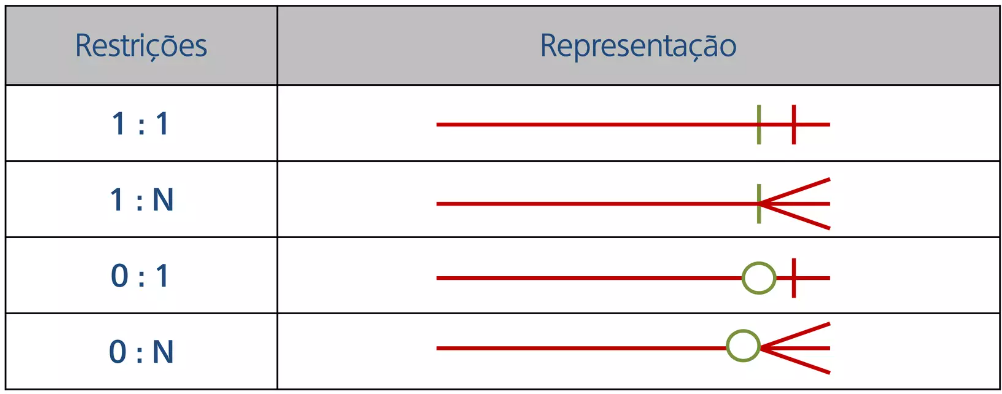 Restrições Representação
1 : 1
1 : N
0 : 1
0 : N